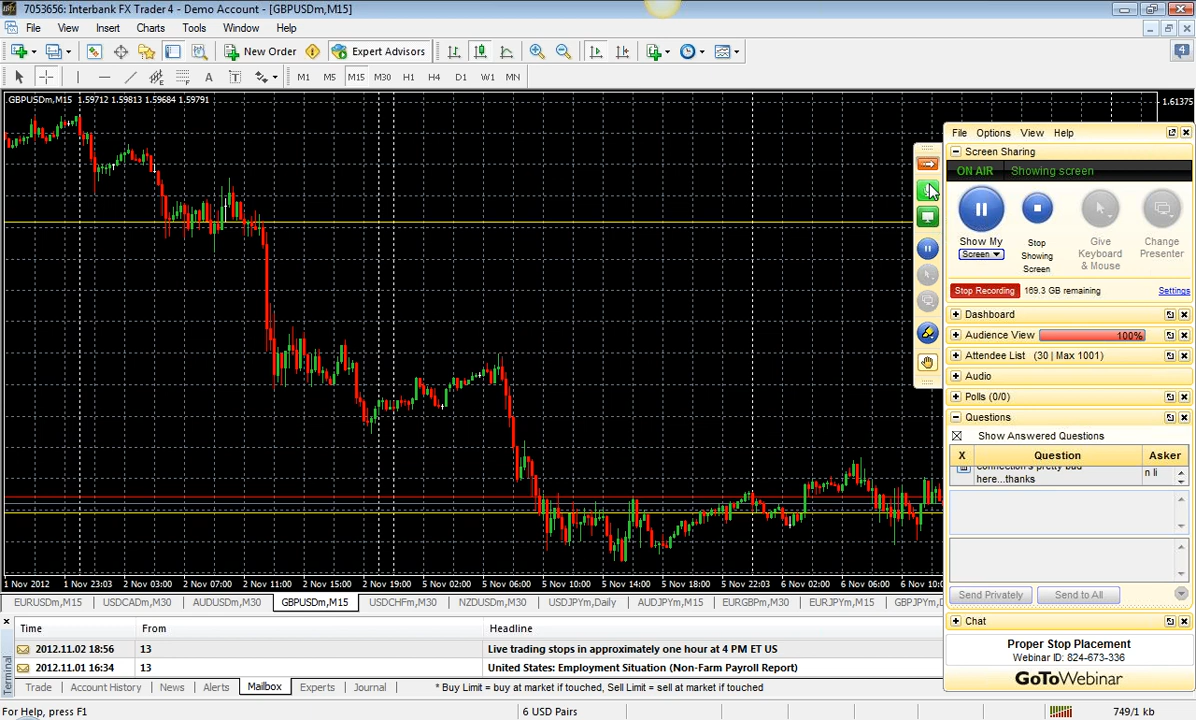 7053656: Interbank FX Trader 4 - Demo Account - [GBPUSDm,M15]
File View Insert Charts Tools Window Help
New Order Expert Advisors
4
A T M1 M5 M15 M30 H1 H4 D1 W1 MN
GBPUSDm,M15 1.59712 1.59813 1.59684 1.59791
1.61375
File Options View Help
Screen Sharing
ON AIR Showing screen
Show My
Screen
Stop
Showing
Screen
Give
Keyboard
& Mouse
Change
Presenter
Stop Recording 169.3 GB remaining Settings
Dashboard
Audience View 100%
Attendee List (30 | Max 1001)
Audio
Polls (0/0)
Questions
Show Answered Questions
X Question Asker
connection's pretty bad
here...thanks
n li
Send Privately Send to All
Chat
Proper Stop Placement
Webinar ID: 824-673-336
GoToWebinar
1 Nov 2012 1 Nov 23:03 2 Nov 03:00 2 Nov 07:00 2 Nov 11:00 2 Nov 15:00 2 Nov 19:00 5 Nov 02:00 5 Nov 06:00 5 Nov 10:00 5 Nov 14:00 5 Nov 18:00 5 Nov 22:03 6 Nov 02:00 6 Nov 06:00 6 Nov 10:0
EURUSDm,M15 USDCADm,M30 AUDUSDm,M30 GBPUSDm,M15 USDCHFm,M30 NZDUSDm,M30 USDJPYm,Daily AUDJPYm,M15 EURGBPm,M30 EURJPYm,M15 GBPJPYm,D
Time From Headline
2012.11.02 18:56 13 Live trading stops in approximately one hour at 4 PM ET US
2012.11.01 16:34 13 United States: Employment Situation (Non-Farm Payroll Report)
Terminal
Trade Account History News Alerts Mailbox Experts Journal * Buy Limit = buy at market if touched, Sell Limit = sell at market if touched
For Help, press F1 6 USD Pairs 749/1 kb